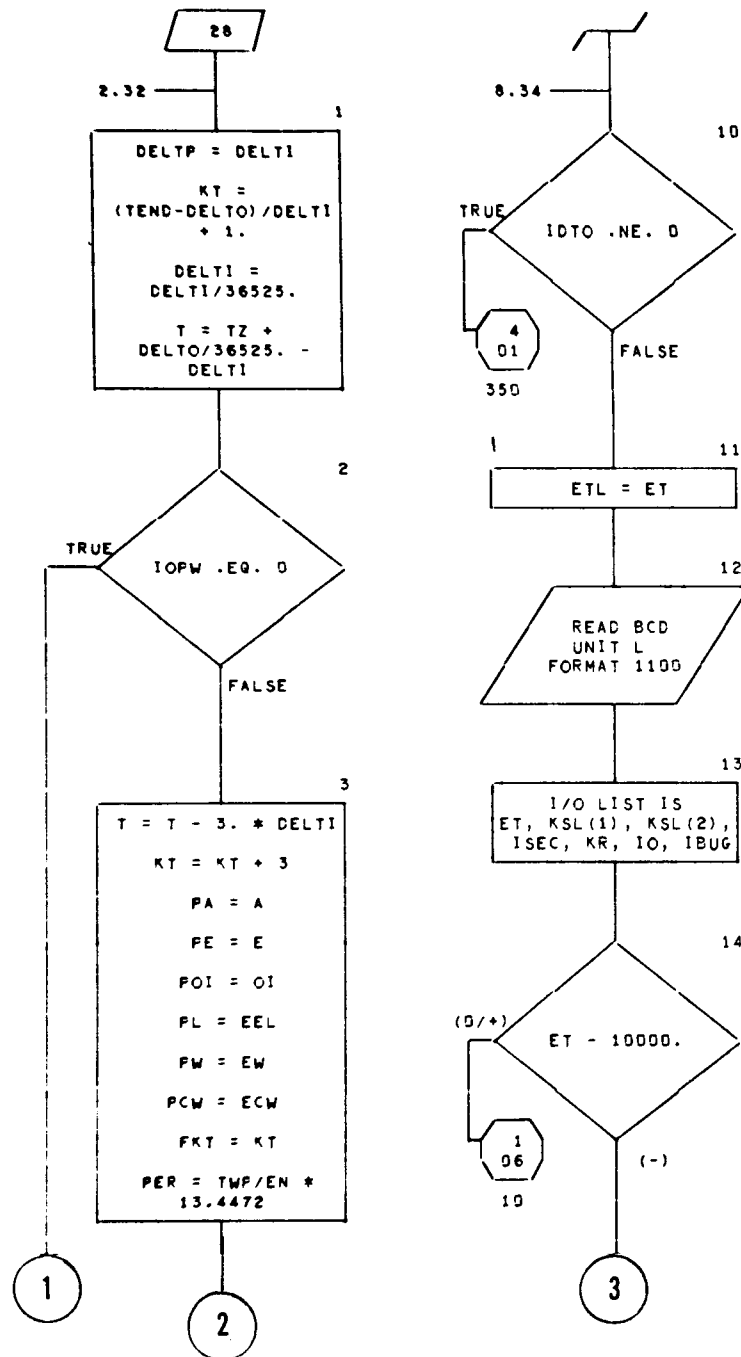 28
2.32
1
DELTP = DELTI
KT =
(TEND-DELTO)/DELTI
+ 1.
DELTI =
DELTI/36525.
T = TZ +
DELTO/36525. -
DELTI
2
TRUE
IOPW .EQ. 0
FALSE
3
T = T - 3. * DELTI
KT = KT + 3
PA = A
PE = E
POI = OI
PL = EEL
PW = EW
PCW = ECW
FKT = KT
PER = TWP/EN *
13.4472
1
2
8.34
10
TRUE
IDTO .NE. 0
4
01
350
FALSE
11
ETL = ET
12
READ BCD
UNIT L
FORMAT 1100
13
I/O LIST IS
ET, KSL(1), KSL(2),
ISEC, KR, IO, IBUG
14
(0/+)
ET - 10000.
1
06
10
(-)
3